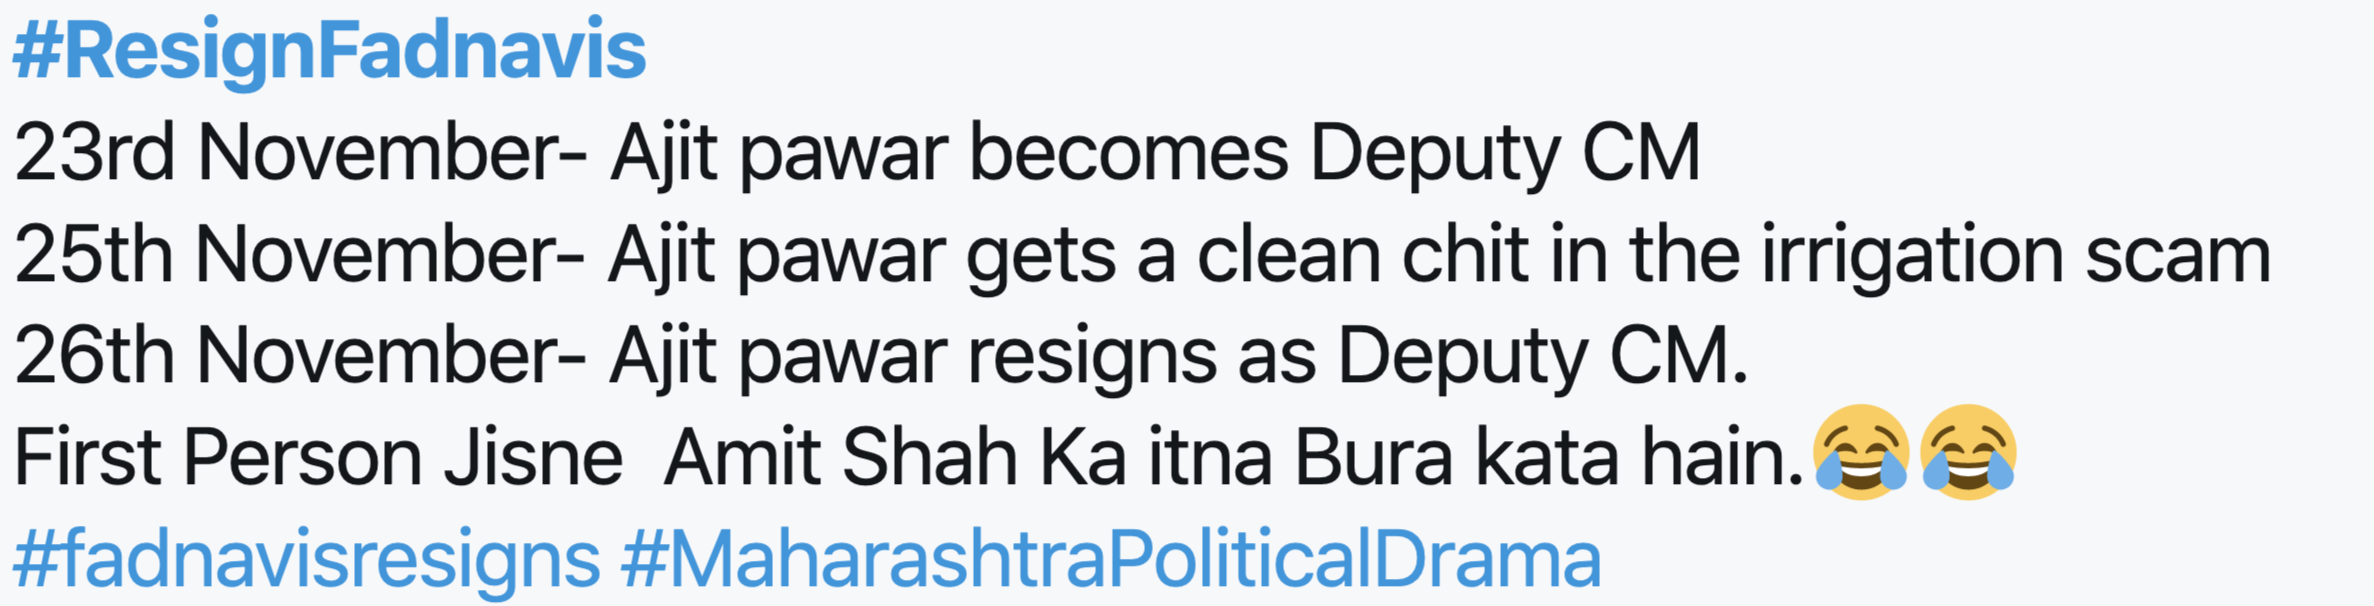 #ResignFadnavis
23rd November- Ajit pawar becomes Deputy CM
25th November- Ajit pawar gets a clean chit in the irrigation scam
26th November- Ajit pawar resigns as Deputy CM.
First Person Jisne  Amit Shah Ka itna Bura kata hain.😂😂
#fadnavisresigns #MaharashtraPoliticalDrama